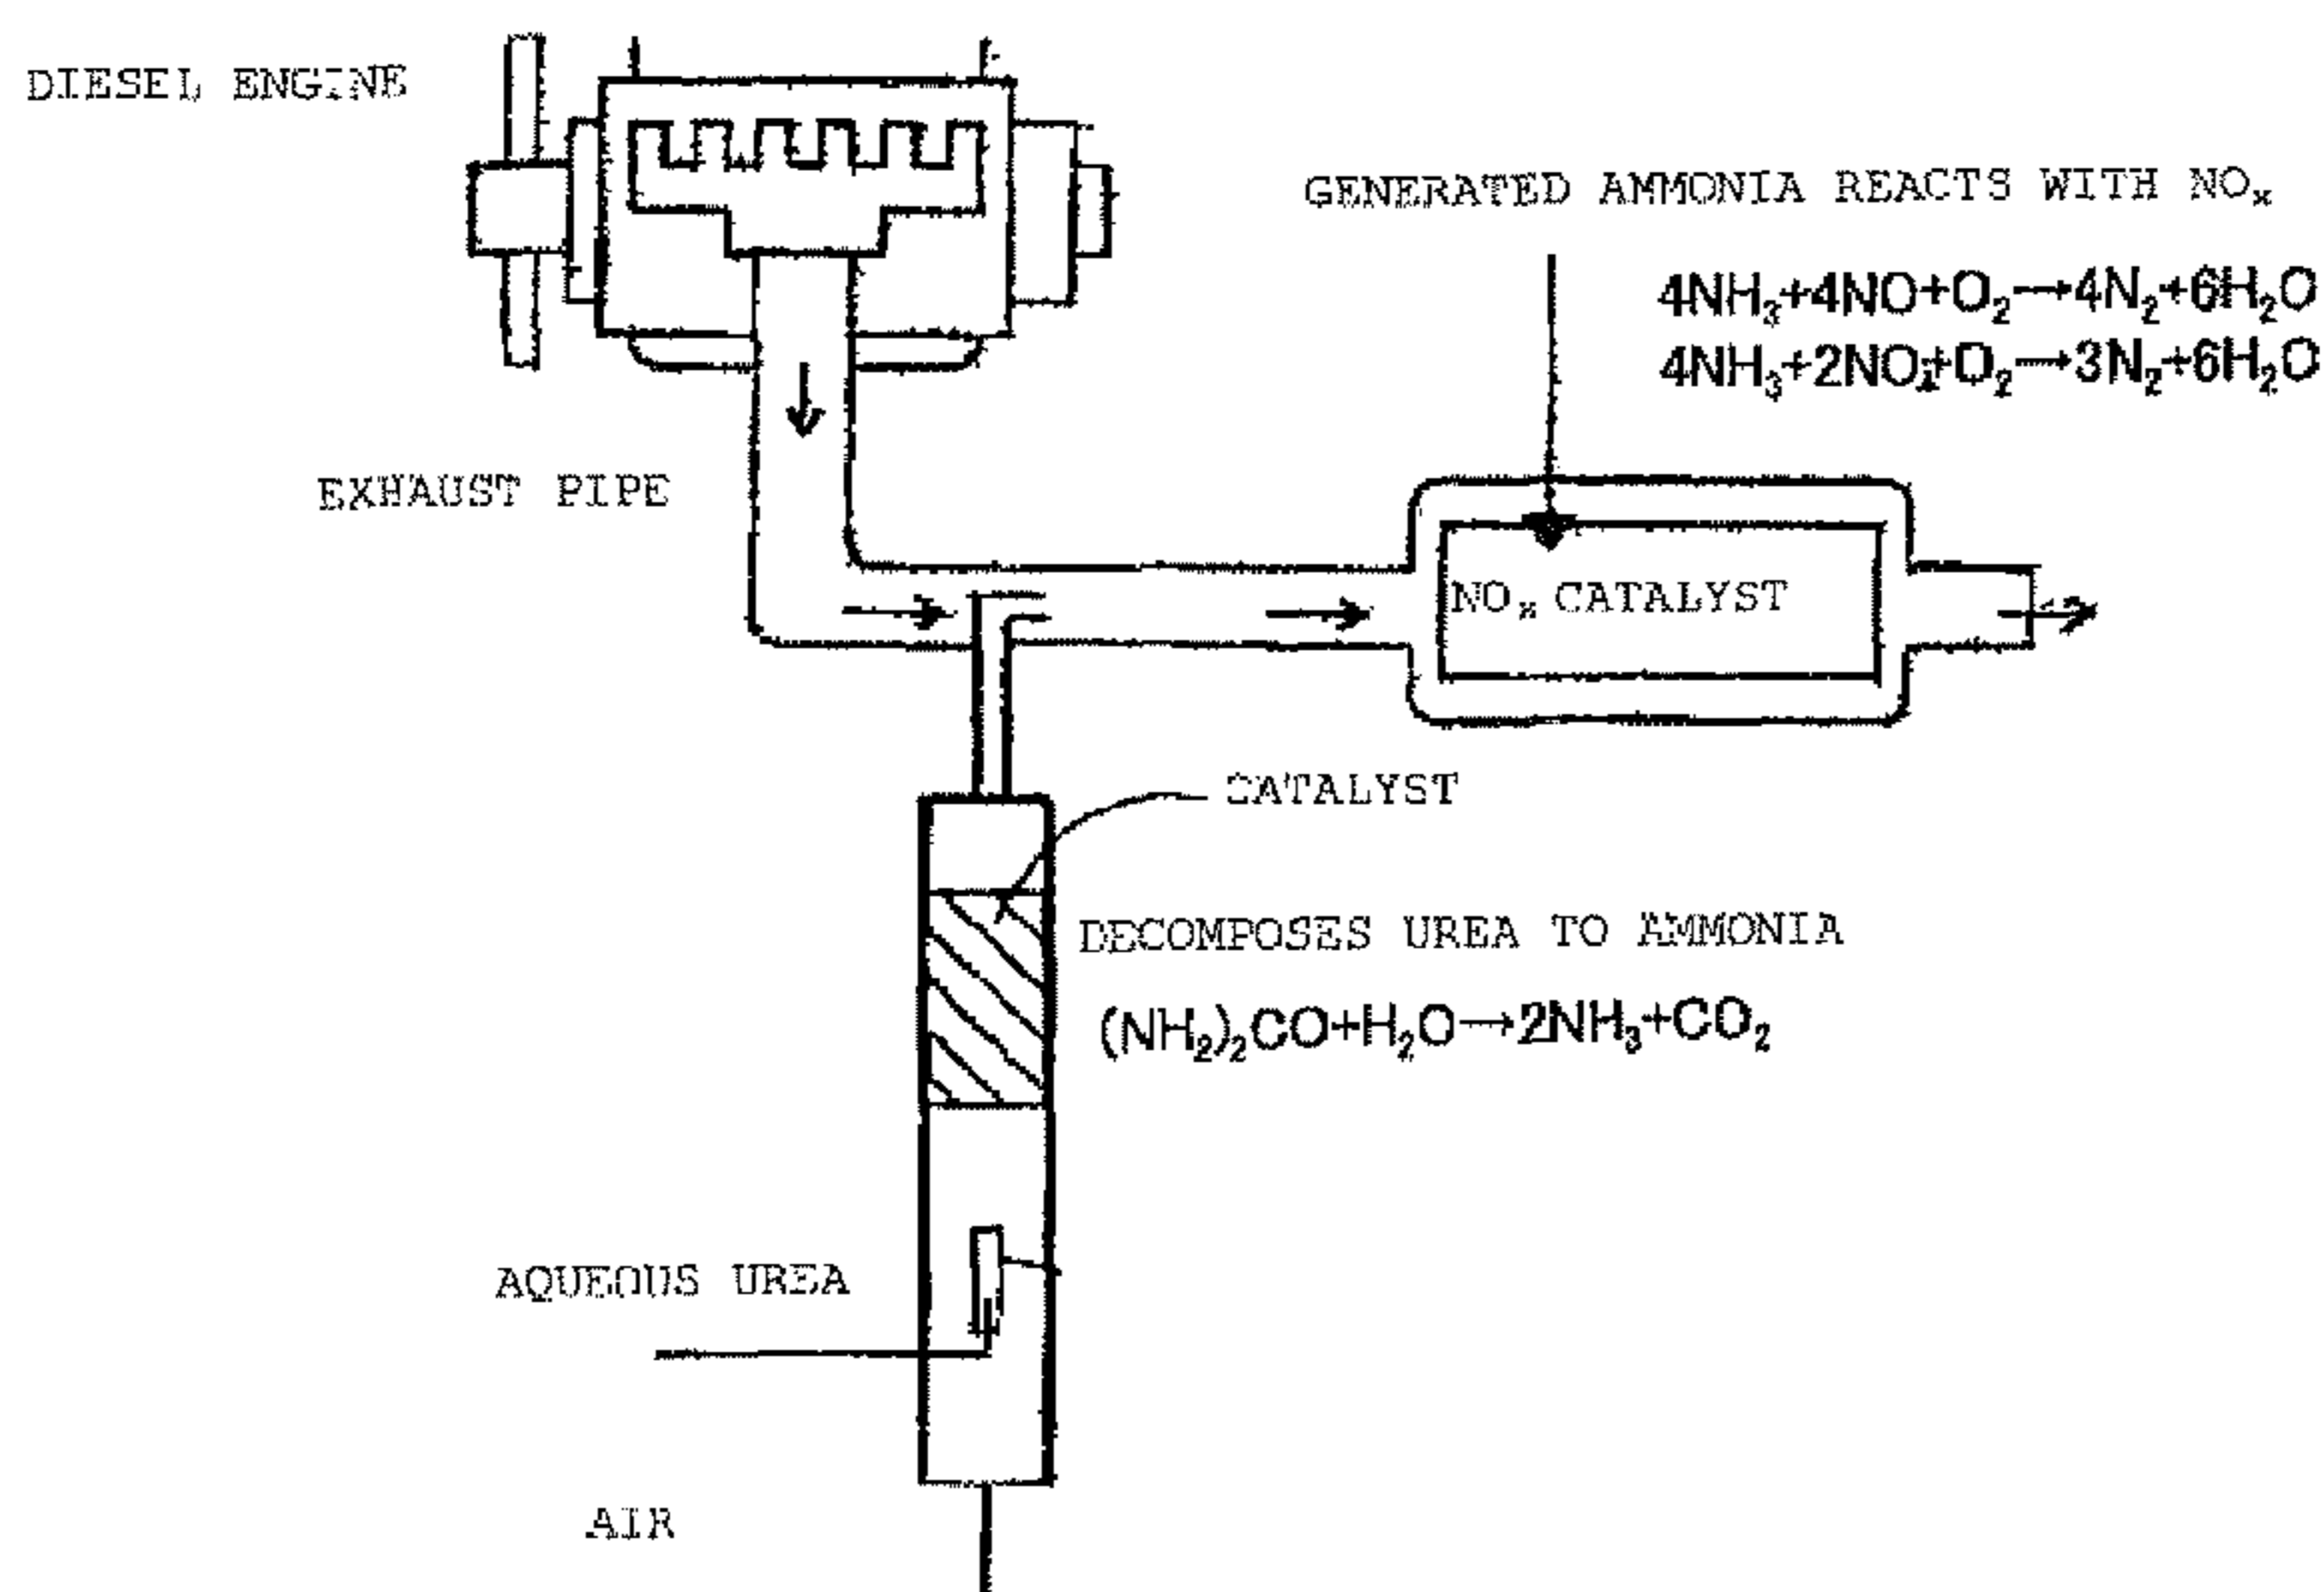 DIESEL ENGINE
GENERATED AMMONIA REACTS WITH NOₓ
4NH₃+4NO+O₂→4N₂+6H₂O
4NH₃+2NO₂+O₂→3N₂+6H₂O
EXHAUST PIPE
NOₓ CATALYST
CATALYST
DECOMPOSES UREA TO AMMONIA
(NH₂)₂CO+H₂O→2NH₃+CO₂
AQUEOUS UREA
AIR